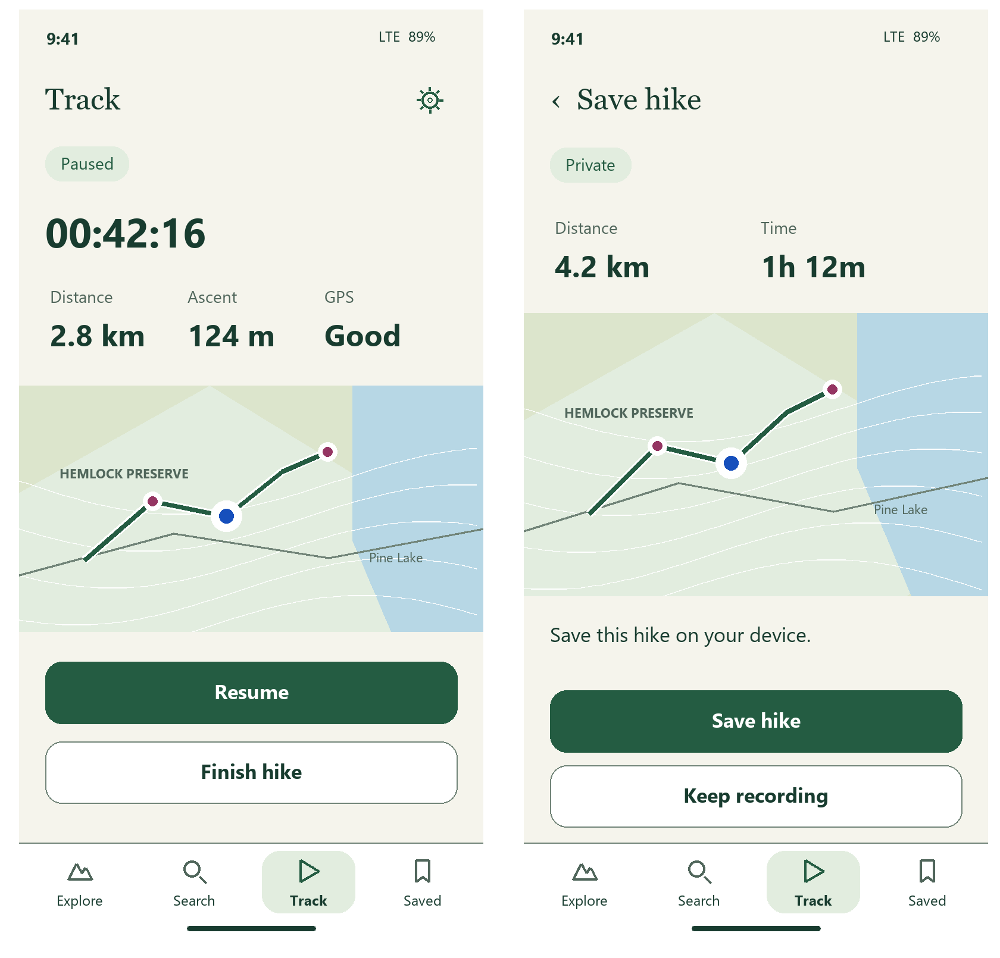 9:41
LTE 89%
Track
Paused
00:42:16
Distance
Ascent
GPS
2.8 km
124 m
Good
HEMLOCK PRESERVE
Pine Lake
Resume
Finish hike
Explore
Search
Track
Saved
9:41
LTE 89%
‹ Save hike
Private
Distance
Time
4.2 km
1h 12m
HEMLOCK PRESERVE
Pine Lake
Save this hike on your device.
Save hike
Keep recording
Explore
Search
Track
Saved